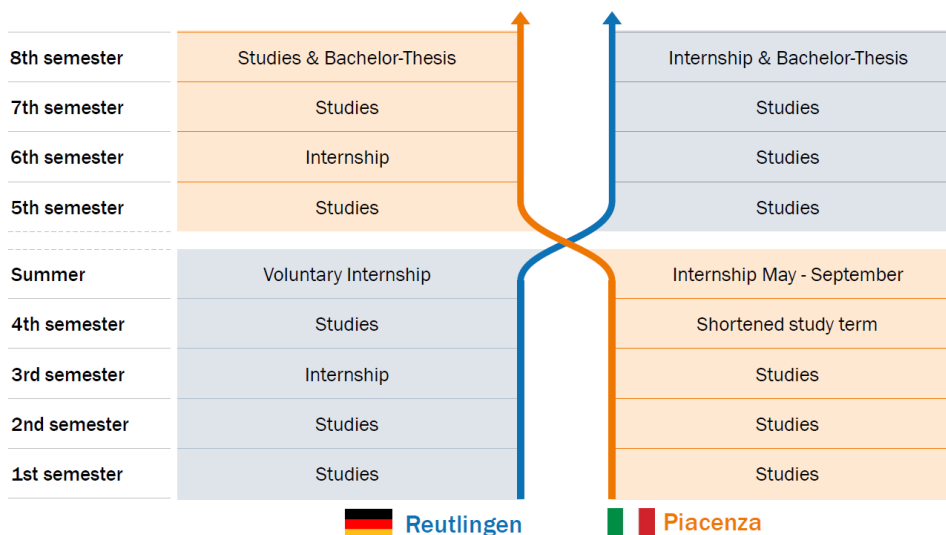 8th semester Studies & Bachelor-Thesis Internship & Bachelor-Thesis
7th semester Studies Studies
6th semester Internship Studies
5th semester Studies Studies
Summer Voluntary Internship Internship May - September
4th semester Studies Shortened study term
3rd semester Internship Studies
2nd semester Studies Studies
1st semester Studies Studies
Reutlingen Piacenza